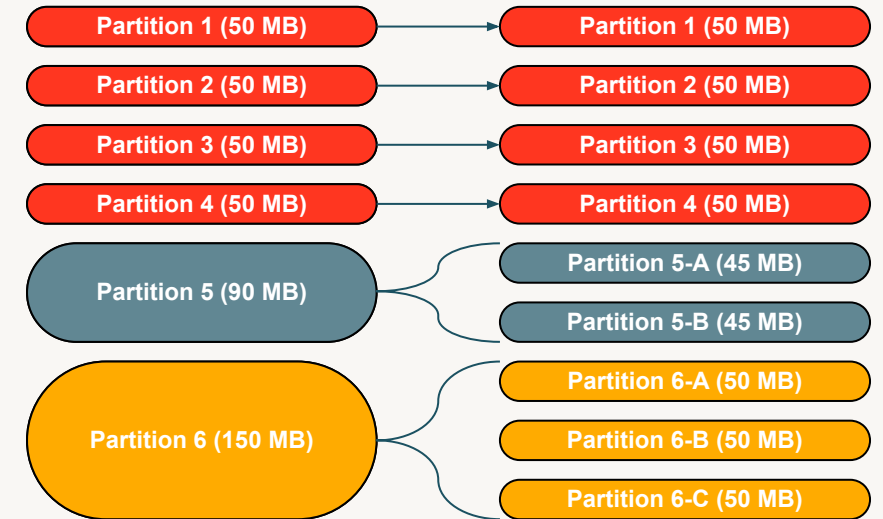 Partition 1 (50 MB)
Partition 1 (50 MB)
Partition 2 (50 MB)
Partition 2 (50 MB)
Partition 3 (50 MB)
Partition 3 (50 MB)
Partition 4 (50 MB)
Partition 4 (50 MB)
Partition 5 (90 MB)
Partition 5-A (45 MB)
Partition 5-B (45 MB)
Partition 6 (150 MB)
Partition 6-A (50 MB)
Partition 6-B (50 MB)
Partition 6-C (50 MB)